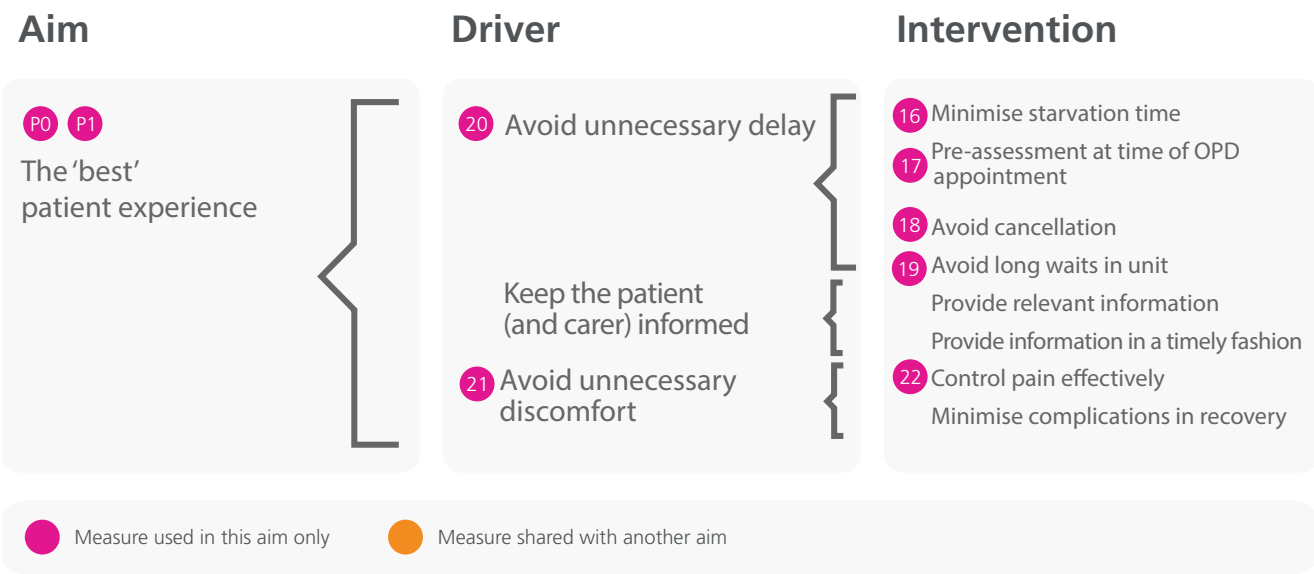 Aim
Driver
Intervention
P0 P1
The ‘best’
patient experience
20 Avoid unnecessary delay
Keep the patient
(and carer) informed
21 Avoid unnecessary
discomfort
16 Minimise starvation time
17 Pre-assessment at time of OPD
appointment
18 Avoid cancellation
19 Avoid long waits in unit
Provide relevant information
Provide information in a timely fashion
22 Control pain effectively
Minimise complications in recovery
Measure used in this aim only
Measure shared with another aim